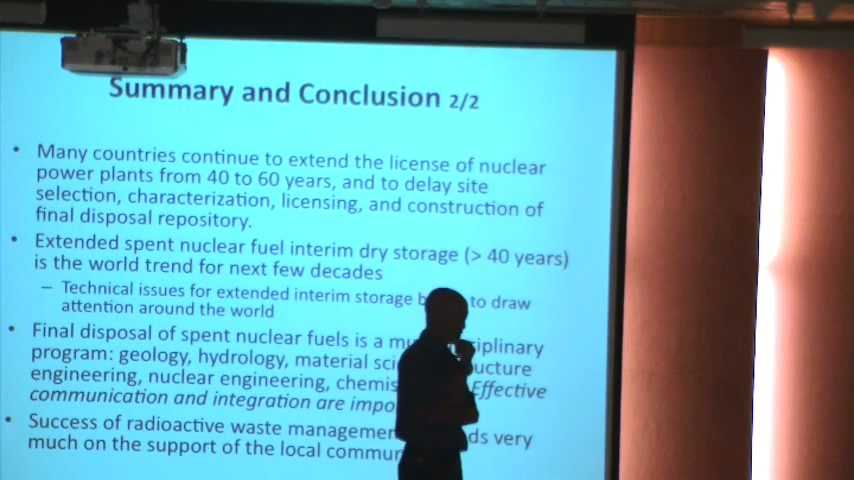 Summary and Conclusion 2/2
• Many countries continue to extend the license of nuclear
power plants from 40 to 60 years, and to delay site
selection, characterization, licensing, and construction of
final disposal repository.
• Extended spent nuclear fuel interim dry storage (> 40 years)
is the world trend for next few decades
– Technical issues for extended interim storage to draw
attention around the world
• Final disposal of spent nuclear fuels is a
program: geology, hydrology, material
engineering, nuclear engineering, Effective
communication and integration are
• Success of radioactive waste very
much on the support of the local